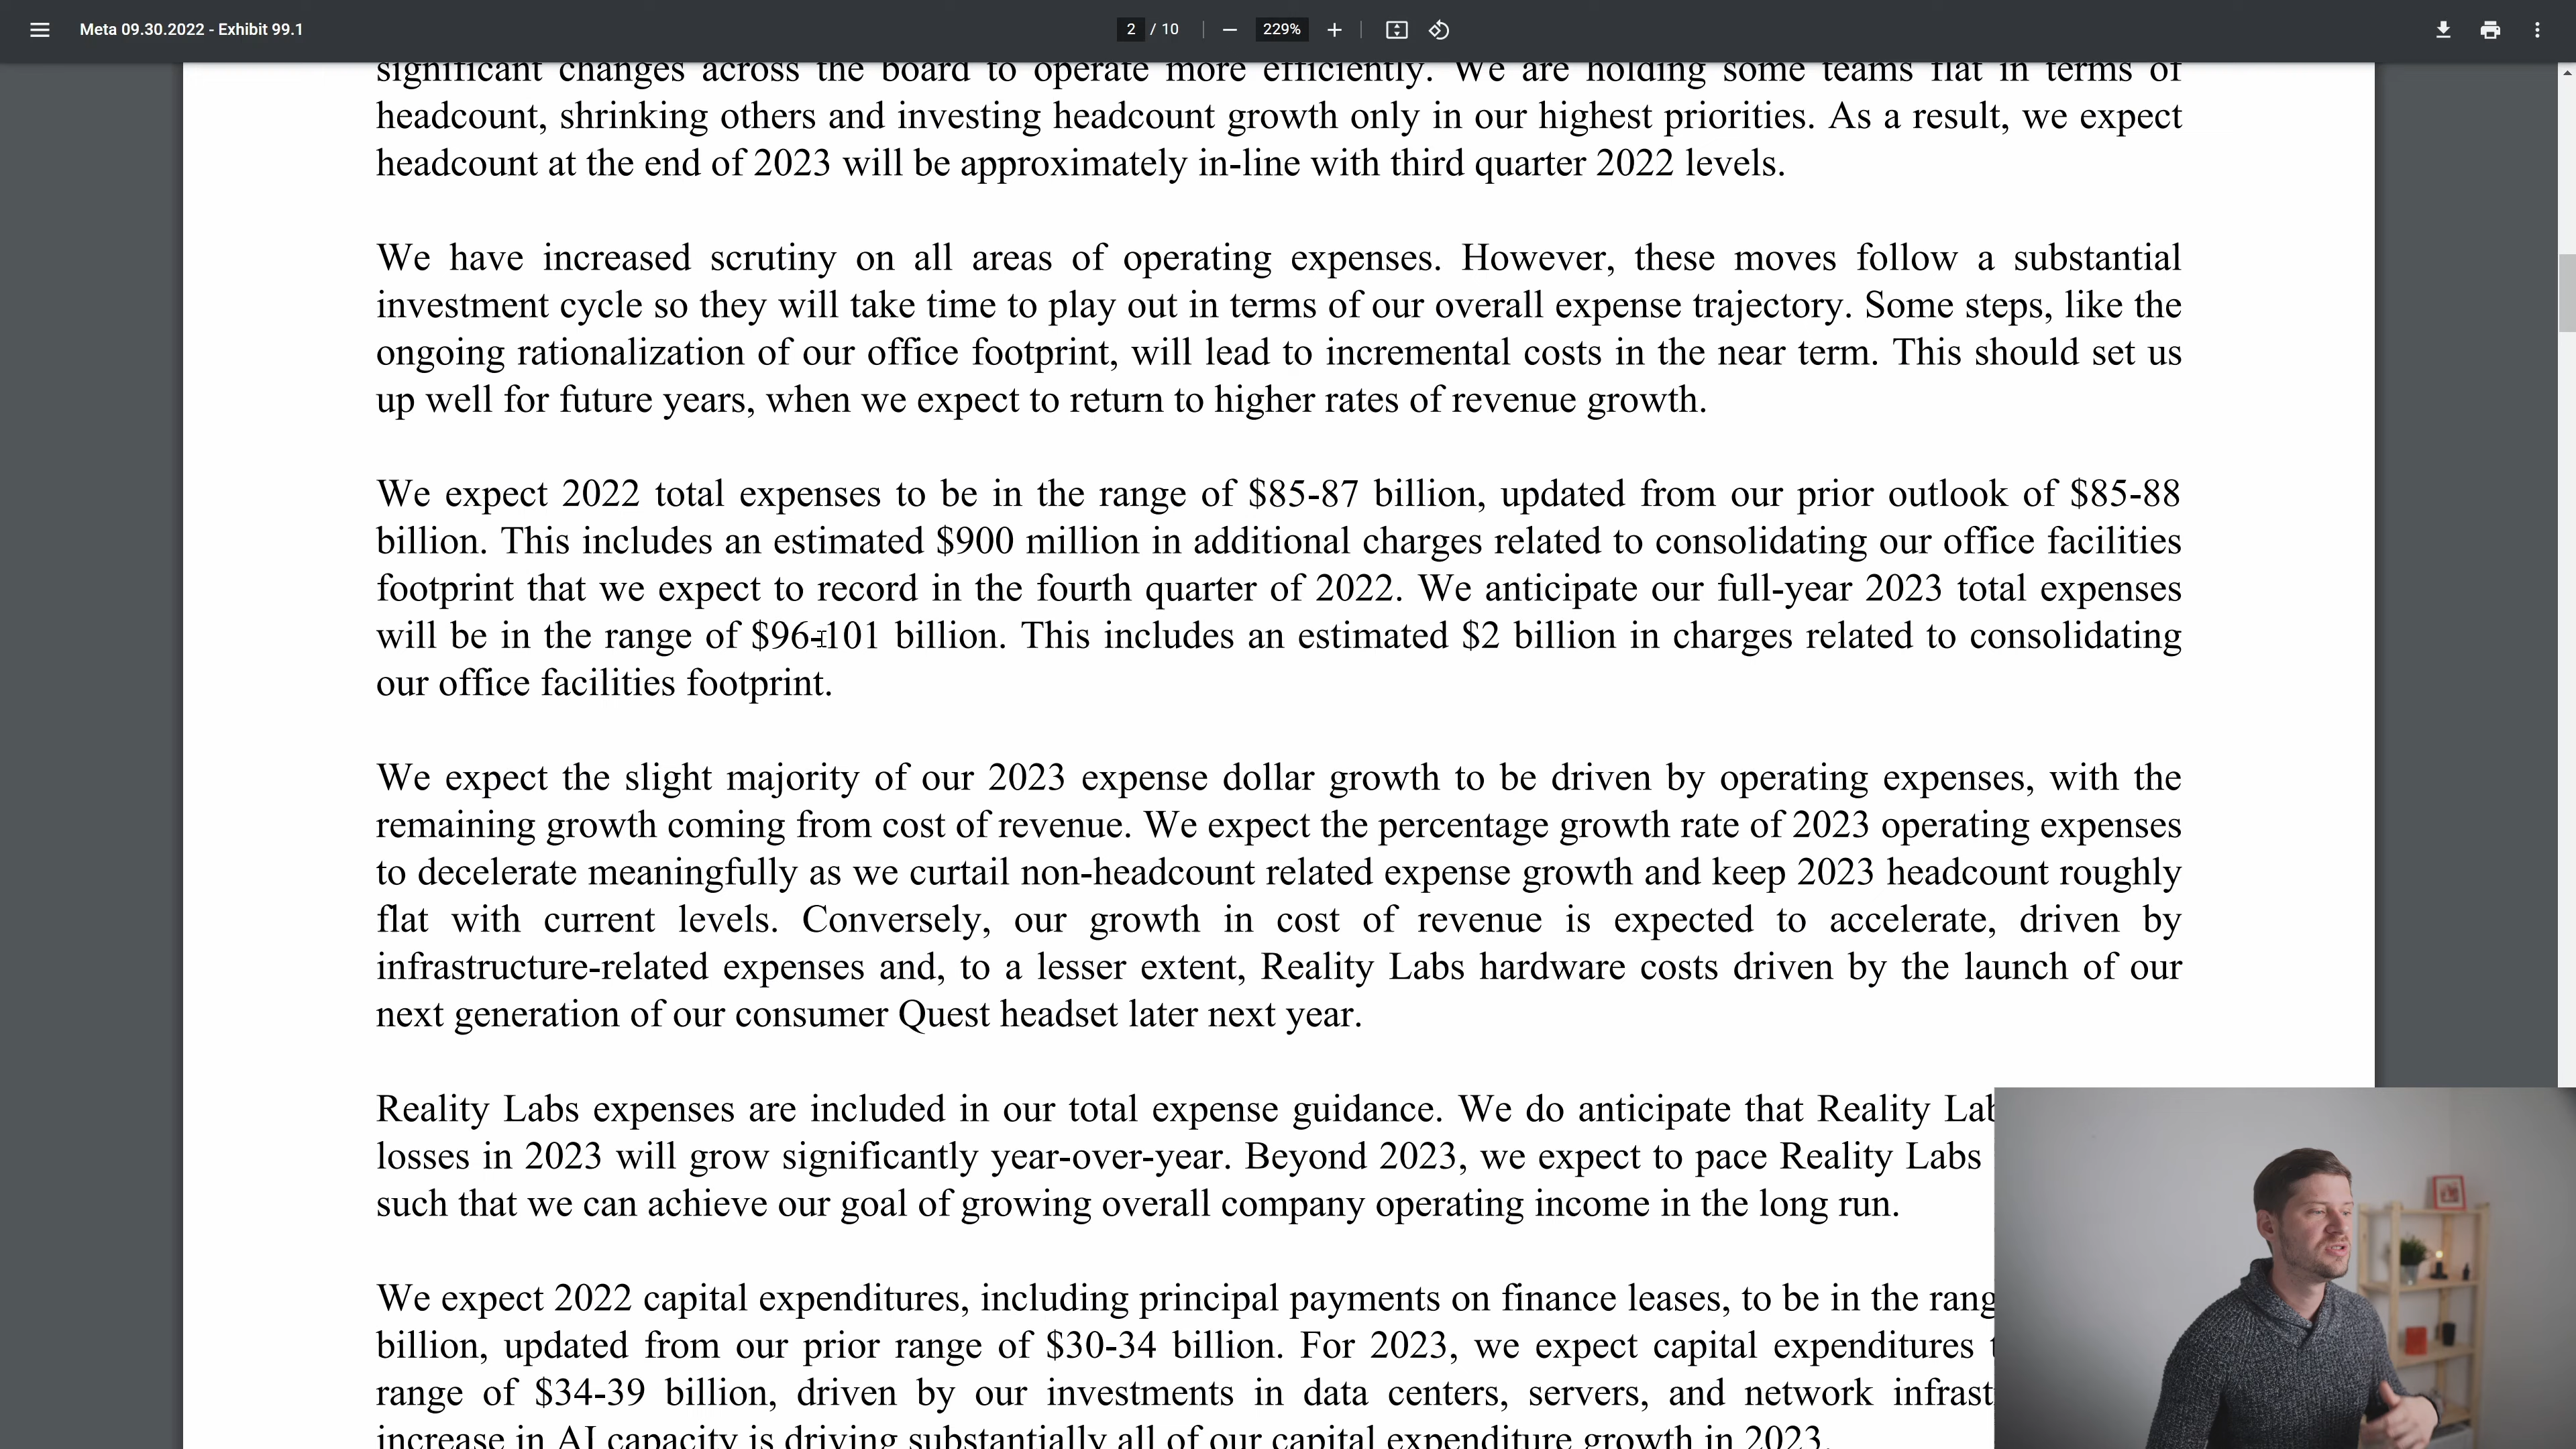 Meta 09.30.2022 - Exhibit 99.1
2 / 10
229%
significant changes across the board to operate more efficiently. We are holding some teams flat in terms of
headcount, shrinking others and investing headcount growth only in our highest priorities. As a result, we expect
headcount at the end of 2023 will be approximately in-line with third quarter 2022 levels.
We have increased scrutiny on all areas of operating expenses. However, these moves follow a substantial
investment cycle so they will take time to play out in terms of our overall expense trajectory. Some steps, like the
ongoing rationalization of our office footprint, will lead to incremental costs in the near term. This should set us
up well for future years, when we expect to return to higher rates of revenue growth.
We expect 2022 total expenses to be in the range of $85-87 billion, updated from our prior outlook of $85-88
billion. This includes an estimated $900 million in additional charges related to consolidating our office facilities
footprint that we expect to record in the fourth quarter of 2022. We anticipate our full-year 2023 total expenses
will be in the range of $96-101 billion. This includes an estimated $2 billion in charges related to consolidating
our office facilities footprint.
We expect the slight majority of our 2023 expense dollar growth to be driven by operating expenses, with the
remaining growth coming from cost of revenue. We expect the percentage growth rate of 2023 operating expenses
to decelerate meaningfully as we curtail non-headcount related expense growth and keep 2023 headcount roughly
flat with current levels. Conversely, our growth in cost of revenue is expected to accelerate, driven by
infrastructure-related expenses and, to a lesser extent, Reality Labs hardware costs driven by the launch of our
next generation of our consumer Quest headset later next year.
Reality Labs expenses are included in our total expense guidance. We do anticipate that Reality
losses in 2023 will grow significantly year-over-year. Beyond 2023, we expect to pace Reality Labs
such that we can achieve our goal of growing overall company operating income in the long run.
We expect 2022 capital expenditures, including principal payments on finance leases, to be in the
billion, updated from our prior range of $30-34 billion. For 2023, we expect capital expenditures
range of $34-39 billion, driven by our investments in data centers, servers, and network
increase in AI capacity is driving substantially all of our capital expenditure growth in 2023.